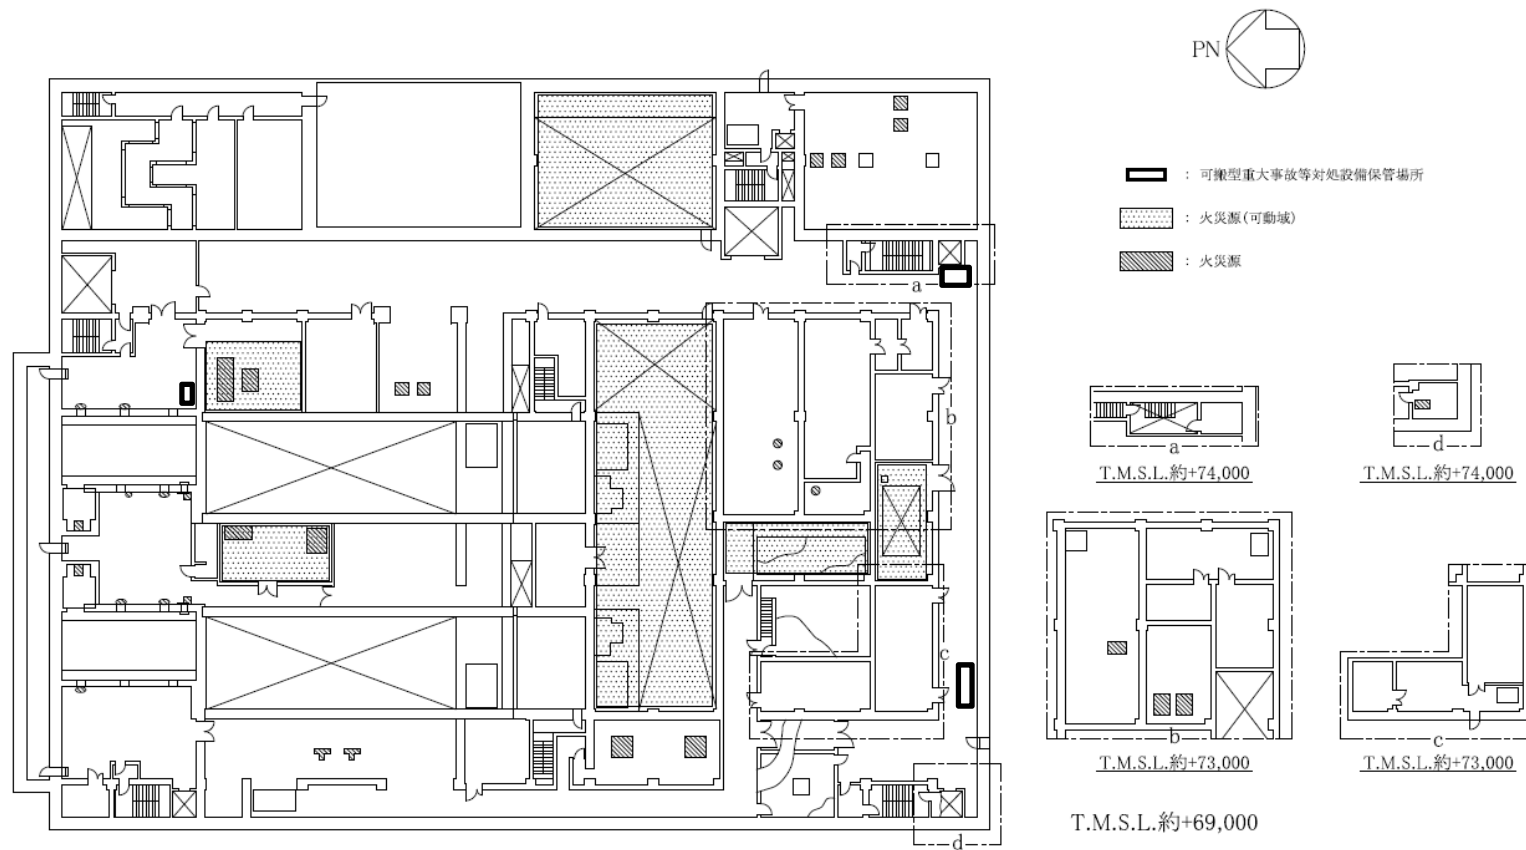 PN
：可搬型重大事故等対処設備保管場所
：火災源(可動域)
：火災源
a
b
c
d
a
T.M.S.L.約+74,000
d
T.M.S.L.約+74,000
b
T.M.S.L.約+73,000
c
T.M.S.L.約+73,000
T.M.S.L.約+69,000